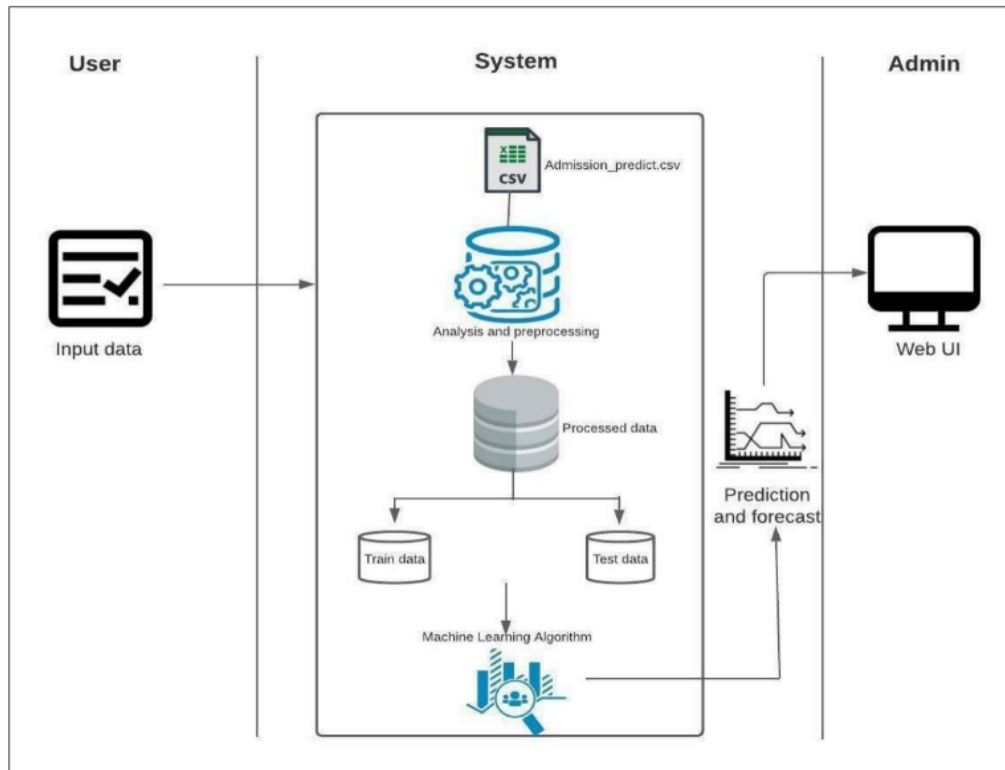 User
System
Admin
X
CSV
Admission_predict.csv
Input data
Analysis and preprocessing
Web UI
Processed data
Train data
Test data
Prediction
and forecast
Machine Learning Algorithm